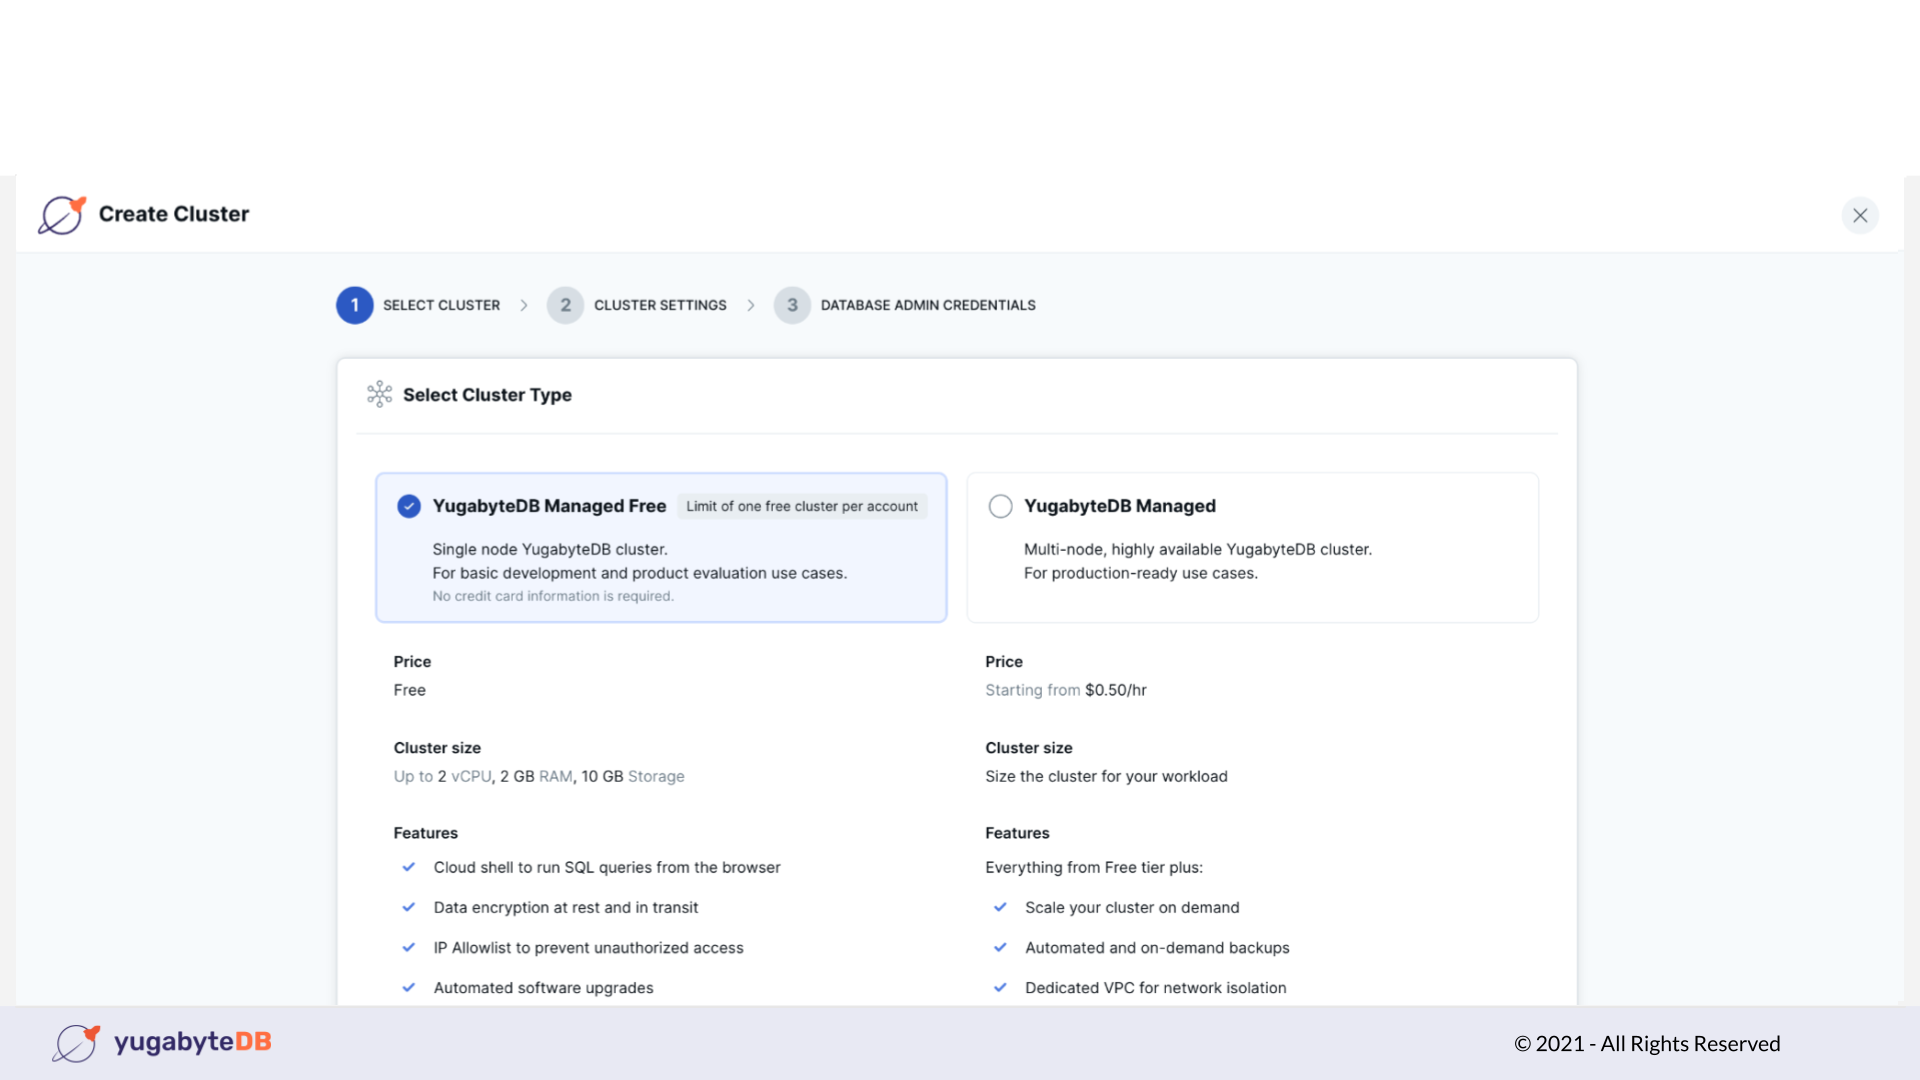 Create Cluster
1 SELECT CLUSTER > 2 CLUSTER SETTINGS > 3 DATABASE ADMIN CREDENTIALS
Select Cluster Type
YugabyteDB Managed Free Limit of one free cluster per account
Single node YugabyteDB cluster.
For basic development and product evaluation use cases.
No credit card information is required.
YugabyteDB Managed
Multi-node, highly available YugabyteDB cluster.
For production-ready use cases.
Price
Free
Cluster size
Up to 2 vCPU, 2 GB RAM, 10 GB Storage
Features
Cloud shell to run SQL queries from the browser
Data encryption at rest and in transit
IP Allowlist to prevent unauthorized access
Automated software upgrades
Price
Starting from $0.50/hr
Cluster size
Size the cluster for your workload
Features
Everything from Free tier plus:
Scale your cluster on demand
Automated and on-demand backups
Dedicated VPC for network isolation
yugabyteDB
© 2021 - All Rights Reserved